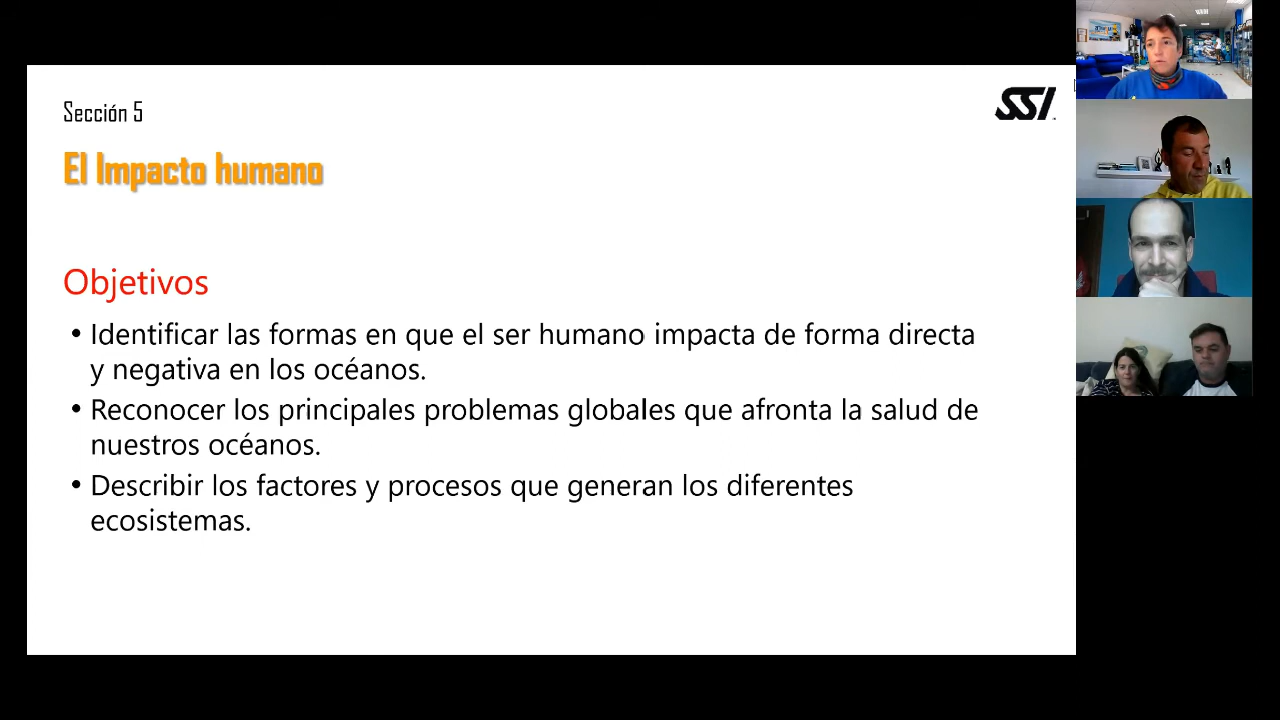 Sección 5
SSI
El Impacto humano
Objetivos
• Identificar las formas en que el ser humano impacta de forma directa
y negativa en los océanos.
• Reconocer los principales problemas globales que afronta la salud de
nuestros océanos.
• Describir los factores y procesos que generan los diferentes
ecosistemas.